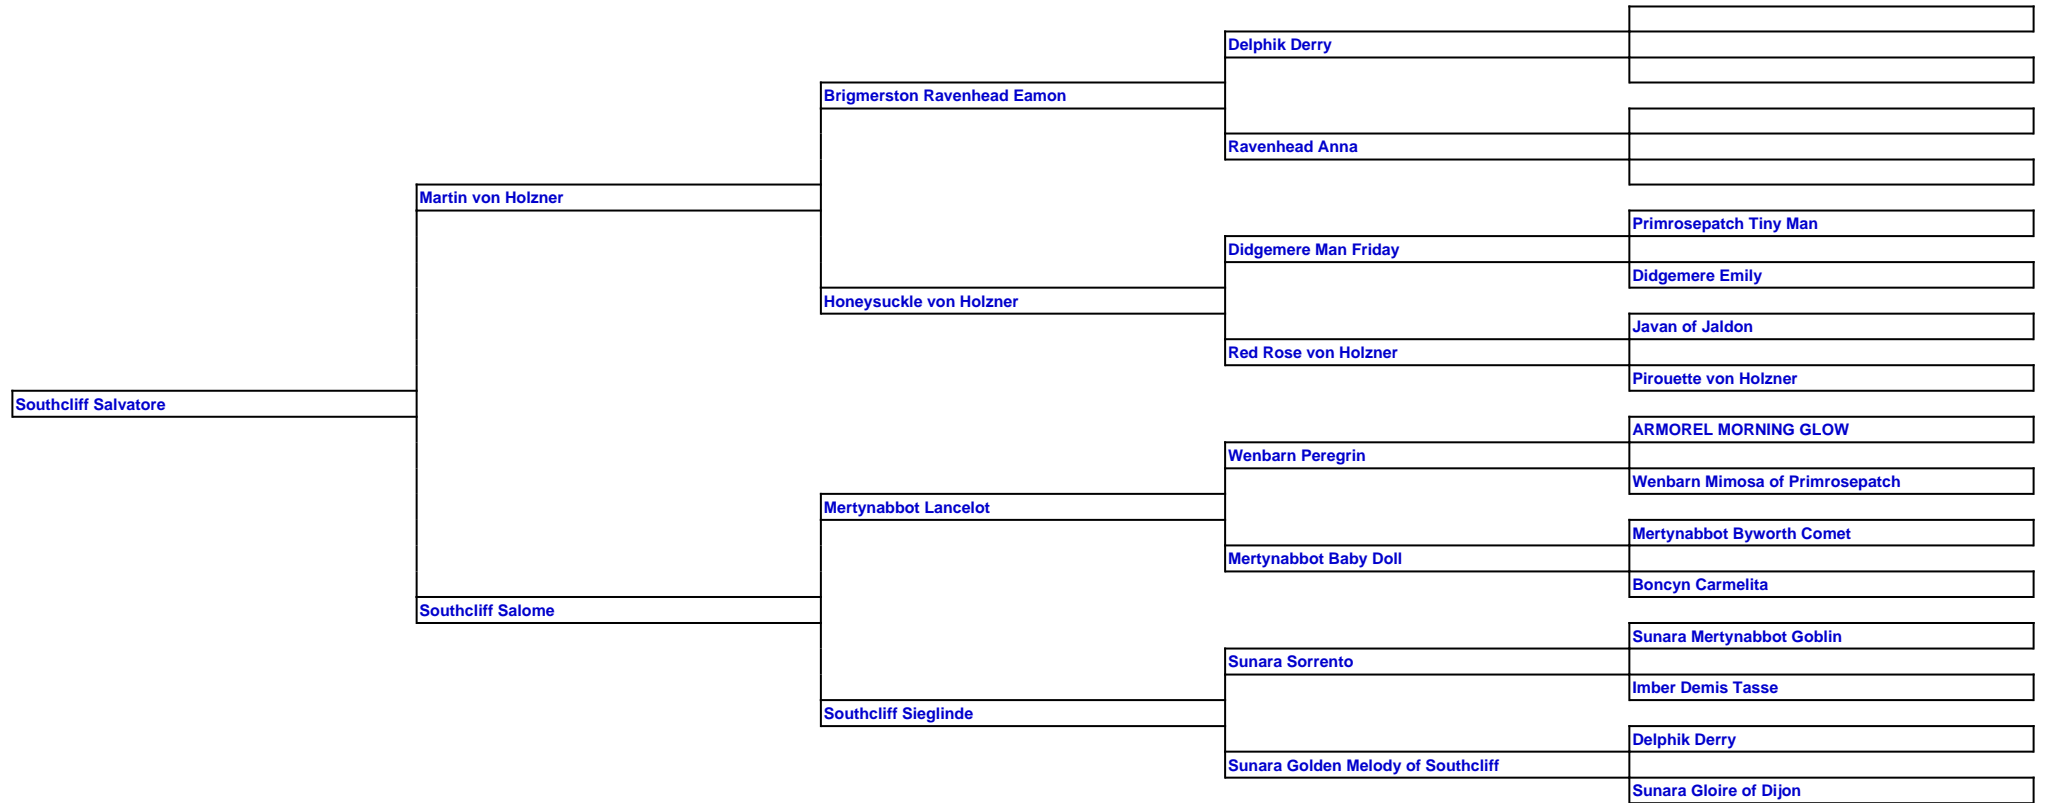 Delphik Derry
Brigmerston Ravenhead Eamon
Ravenhead Anna
Martin von Holzner
Primrosepatch Tiny Man
Didgemere Man Friday
Didgemere Emily
Honeysuckle von Holzner
Javan of Jaldon
Red Rose von Holzner
Pirouette von Holzner
Southcliff Salvatore
ARMOREL MORNING GLOW
Wenbarn Peregrin
Wenbarn Mimosa of Primrosepatch
Mertynabbot Lancelot
Mertynabbot Byworth Comet
Mertynabbot Baby Doll
Boncyn Carmelita
Southcliff Salome
Sunara Mertynabbot Goblin
Sunara Sorrento
Imber Demis Tasse
Southcliff Sieglinde
Delphik Derry
Sunara Golden Melody of Southcliff
Sunara Gloire of Dijon